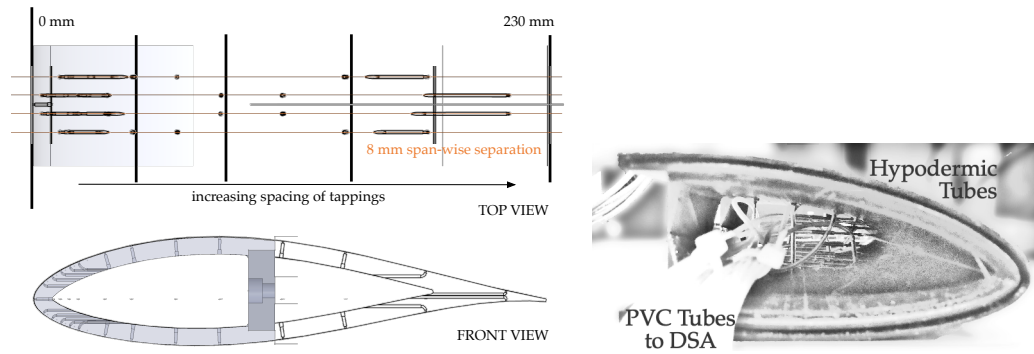 0 mm
230 mm
8 mm span-wise separation
increasing spacing of tappings
TOP VIEW
FRONT VIEW
Hypodermic
Tubes
PVC Tubes
to DSA